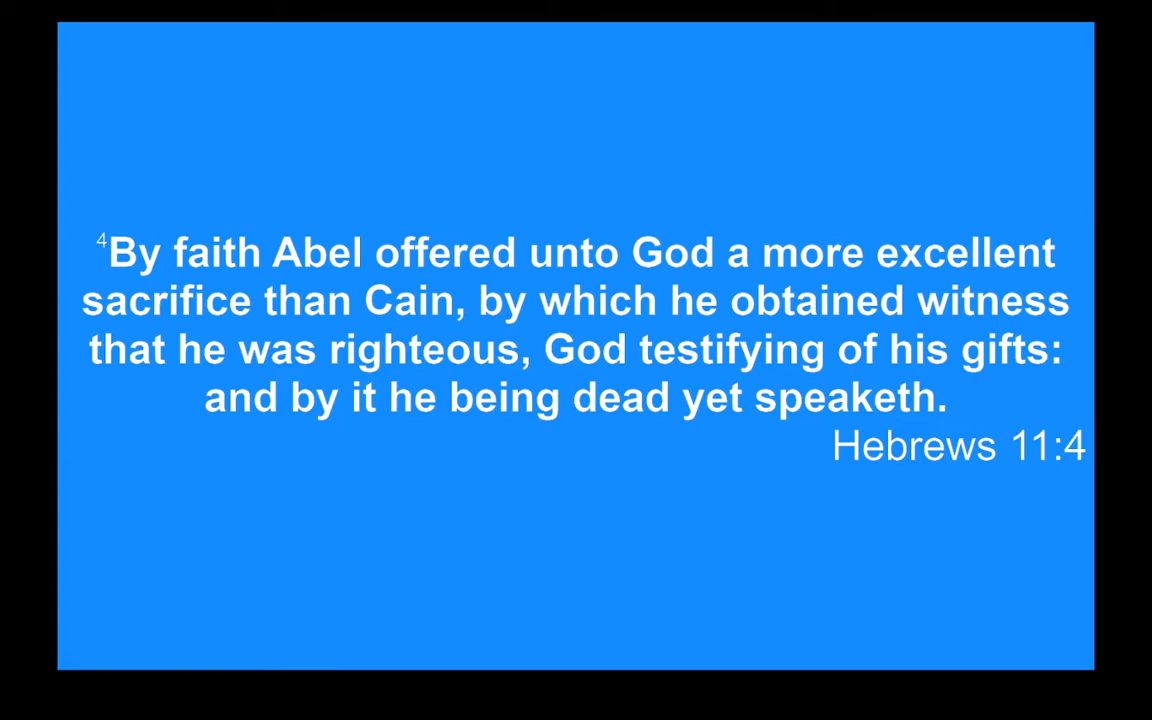 4By faith Abel offered unto God a more excellent
sacrifice than Cain, by which he obtained witness
that he was righteous, God testifying of his gifts:
and by it he being dead yet speaketh.
Hebrews 11:4